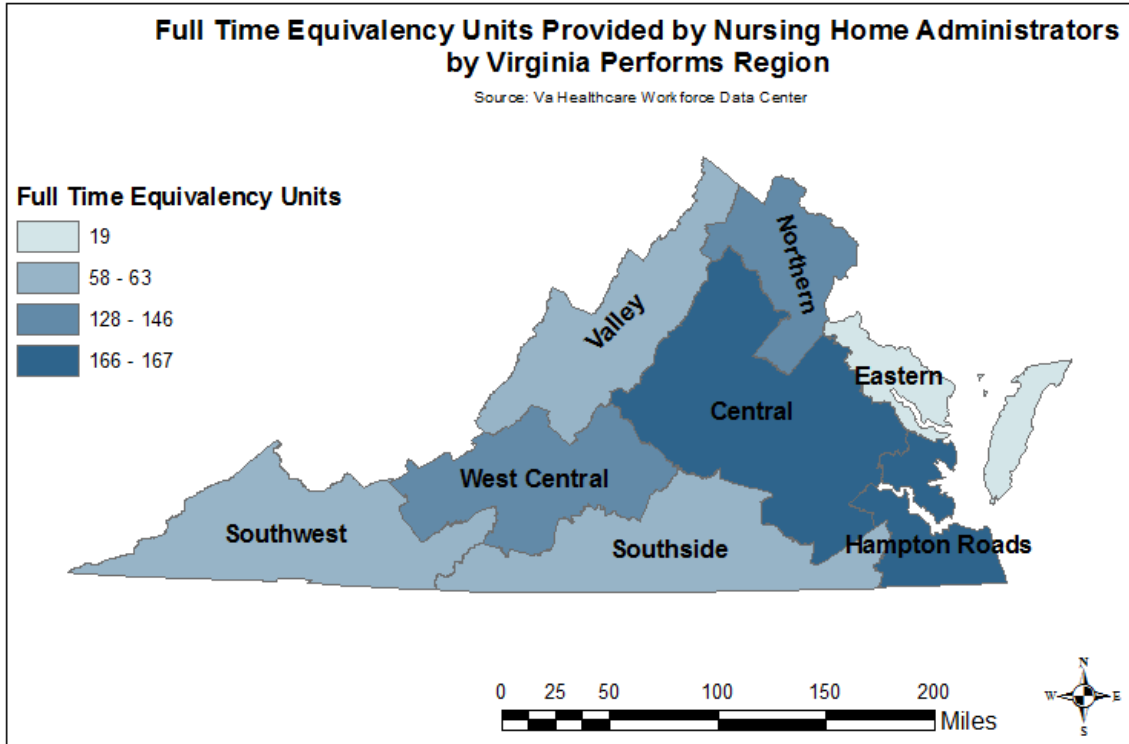 Full Time Equivalency Units Provided by Nursing Home Administrators
by Virginia Performs Region
Source: Va Healthcare Workforce Data Center
Full Time Equivalency Units
19
58 - 63
128 - 146
166 - 167
Northern
Valley
Eastern
Central
West Central
Southwest
Southside
Hampton Roads
0 25 50 100 150 200
Miles
N
W E
S